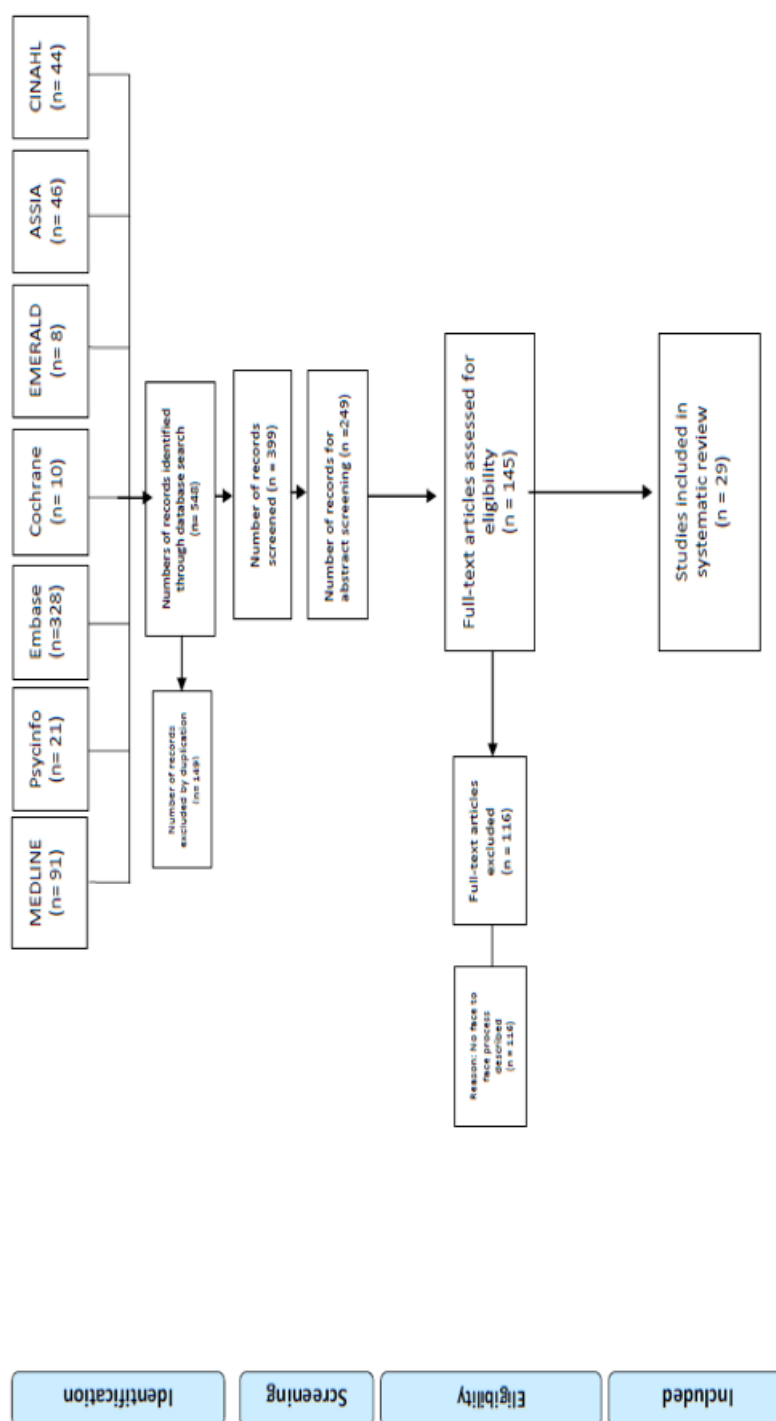 MEDLINE
(n= 91)
Psycinfo
(n= 21)
Embase
(n=328)
Cochrane
(n= 10)
EMERALD
(n= 8)
ASSIA
(n= 46)
CINAHL
(n= 44)
Numbers of records identified
through database search
(n= 548)
Number of records
excluded by duplication
(n= 149)
Number of records
screened (n = 399)
Number of records for
abstract screening (n =249)
Full-text articles assessed for
eligibility
(n = 145)
Full-text articles
excluded
(n = 116)
Reason: No face to
face process
described
(n = 116)
Studies included in
systematic review
(n = 29)
Identification
Screening
Eligibility
Included